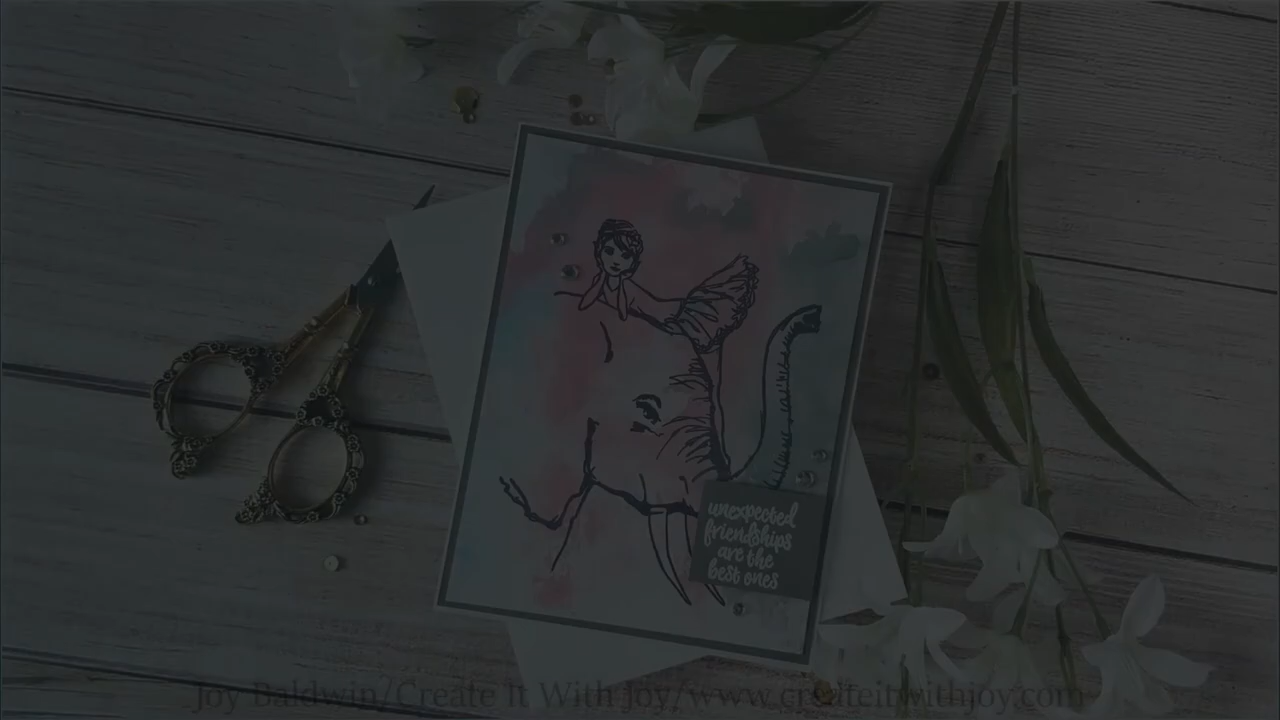 unexpected
friendships
are the
best ones
Joy Baldwin/Create It With Joy/www.createitwithjoy.com